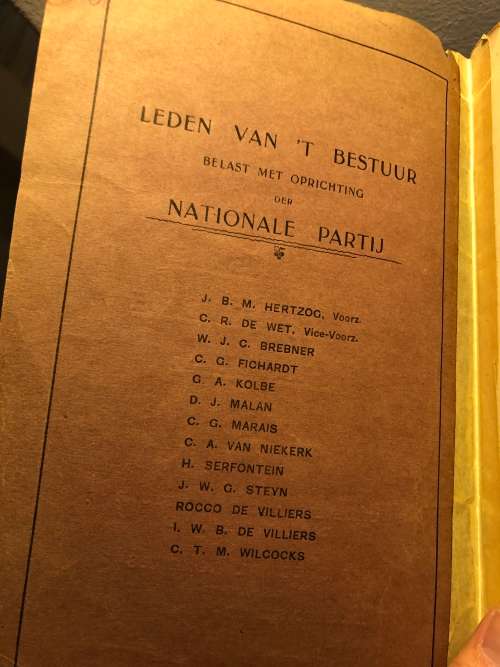 LEDEN VAN 'T BESTUUR
BELAST MET OPRICHTING
DER
NATIONALE PARTIJ
J. B. M. HERTZOG, Voorz.
C. R. DE WET, Vice-Voorz.
W. J. C. BREBNER
C. G. FICHARDT
G. A. KOLBE
D. J. MALAN
C. G. MARAIS
C. A. VAN NIEKERK
H. SERFONTEIN
J. W. G. STEYN
ROCCO DE VILLIERS
I. W. B. DE VILLIERS
C. T. M. WILCOCKS